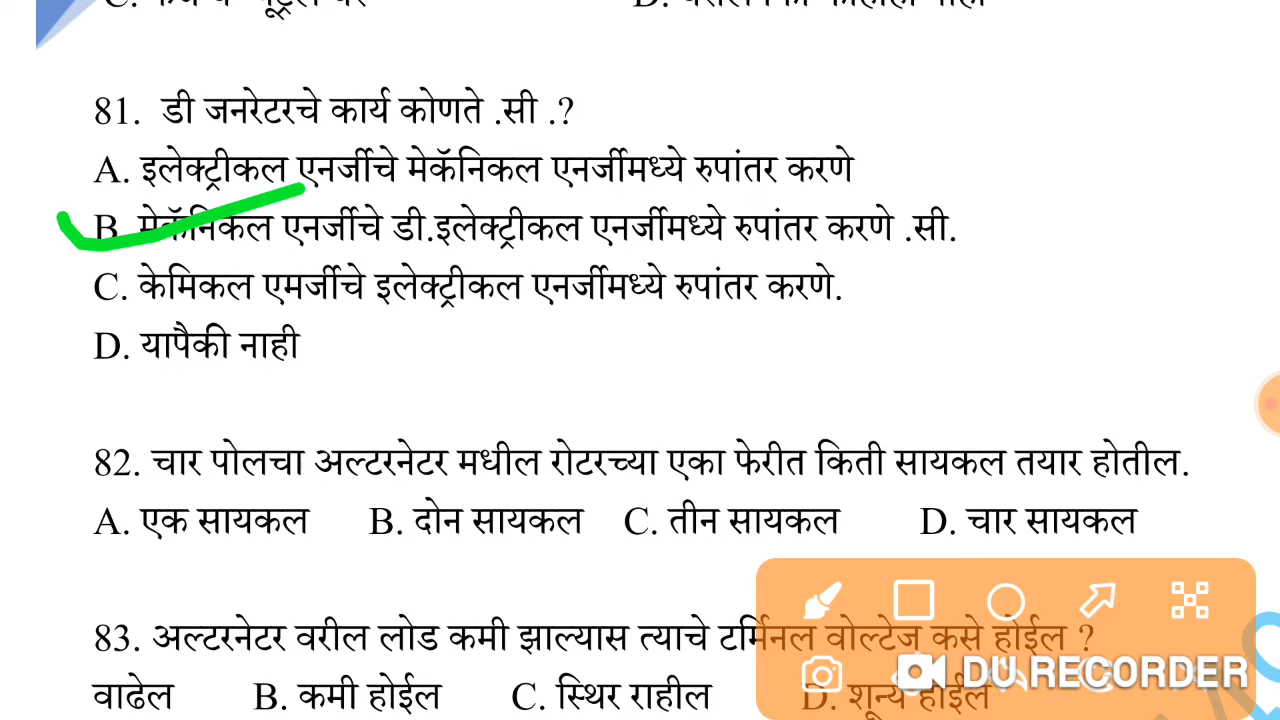 81. डी जनरेटरचे कार्य कोणते .सी .?
A. इलेक्ट्रीकल एनर्जीचे मेकॅनिकल एनर्जीमध्ये रुपांतर करणे
B. मेकॅनिकल एनर्जीचे डी.इलेक्ट्रीकल एनर्जीमध्ये रुपांतर करणे .सी.
C. केमिकल एमर्जीचे इलेक्ट्रीकल एनर्जीमध्ये रुपांतर करणे.
D. यापैकी नाही
82. चार पोलचा अल्टरनेटर मधील रोटरच्या एका फेरीत किती सायकल तयार होतील.
A. एक सायकल B. दोन सायकल C. तीन सायकल D. चार सायकल
83. अल्टरनेटर वरील लोड कमी झाल्यास त्याचे टर्मिनल वोल्टेज कसे होईल ?
वाढेल B. कमी होईल C. स्थिर राहील D. शून्य होईल
DU RECORDER